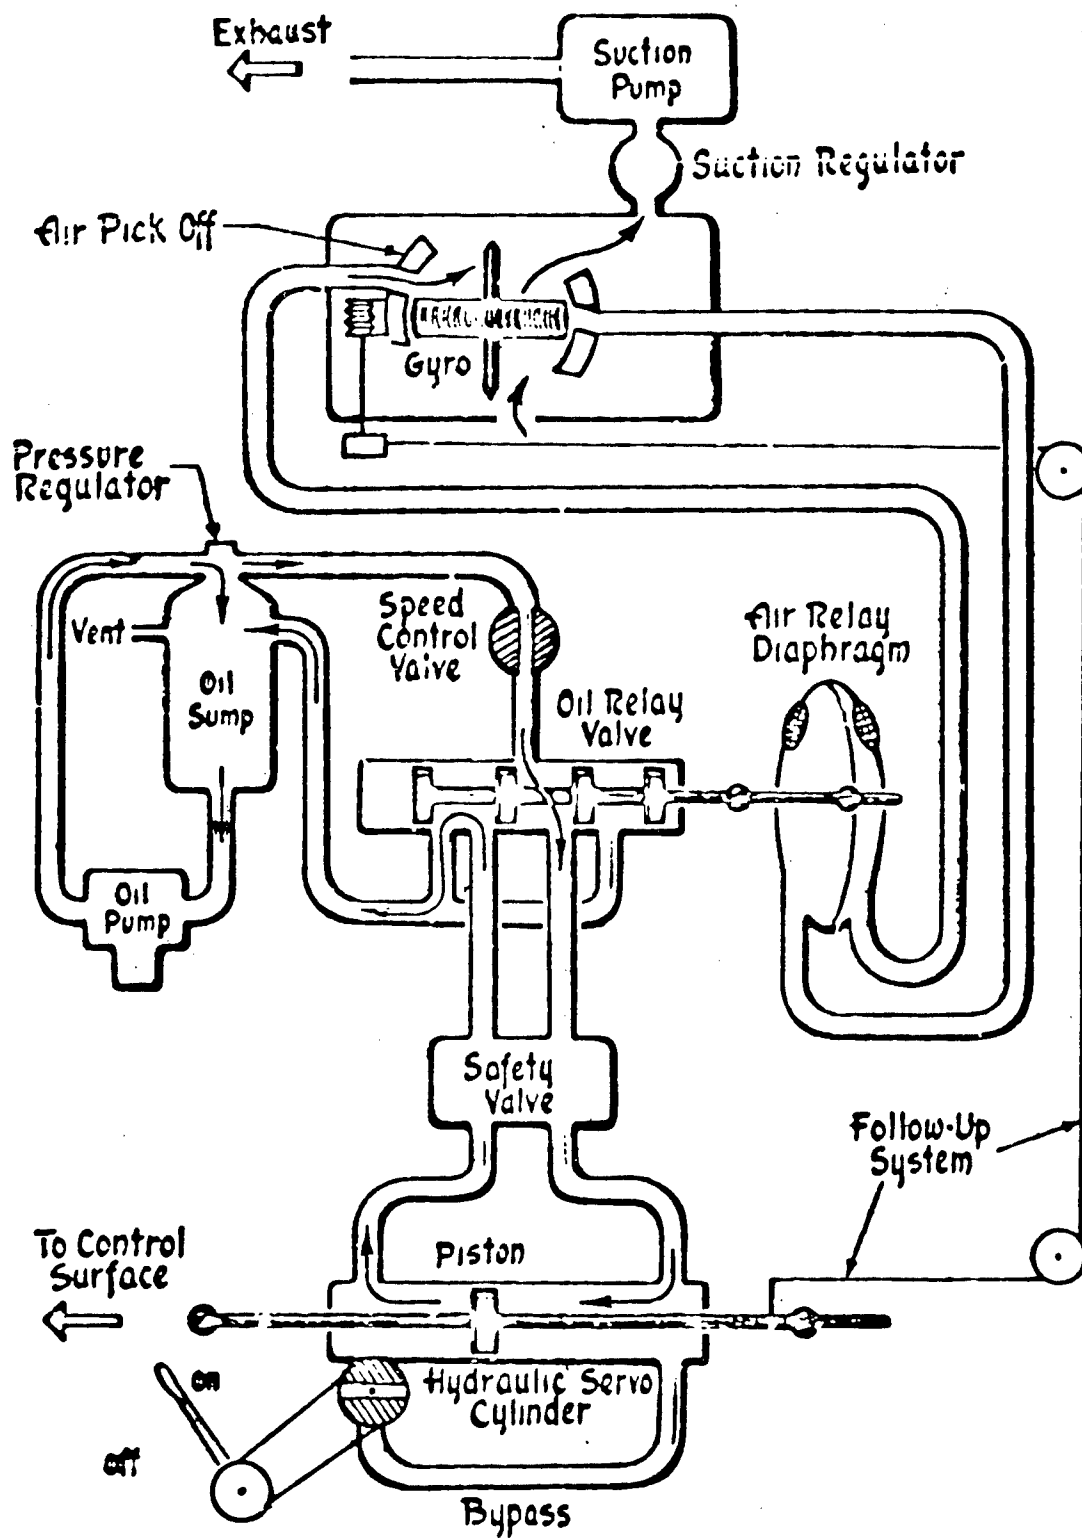 Exhaust
Suction
Pump
Suction Regulator
Air Pick Off
Gyro
Pressure
Regulator
Speed
Control
Valve
Vent
Oil
Sump
Air Relay
Diaphragm
Oil Relay
Valve
Oil
Pump
Safety
Valve
Follow-Up
System
To Control
Surface
Piston
on
off
Hydraulic Servo
Cylinder
Bypass